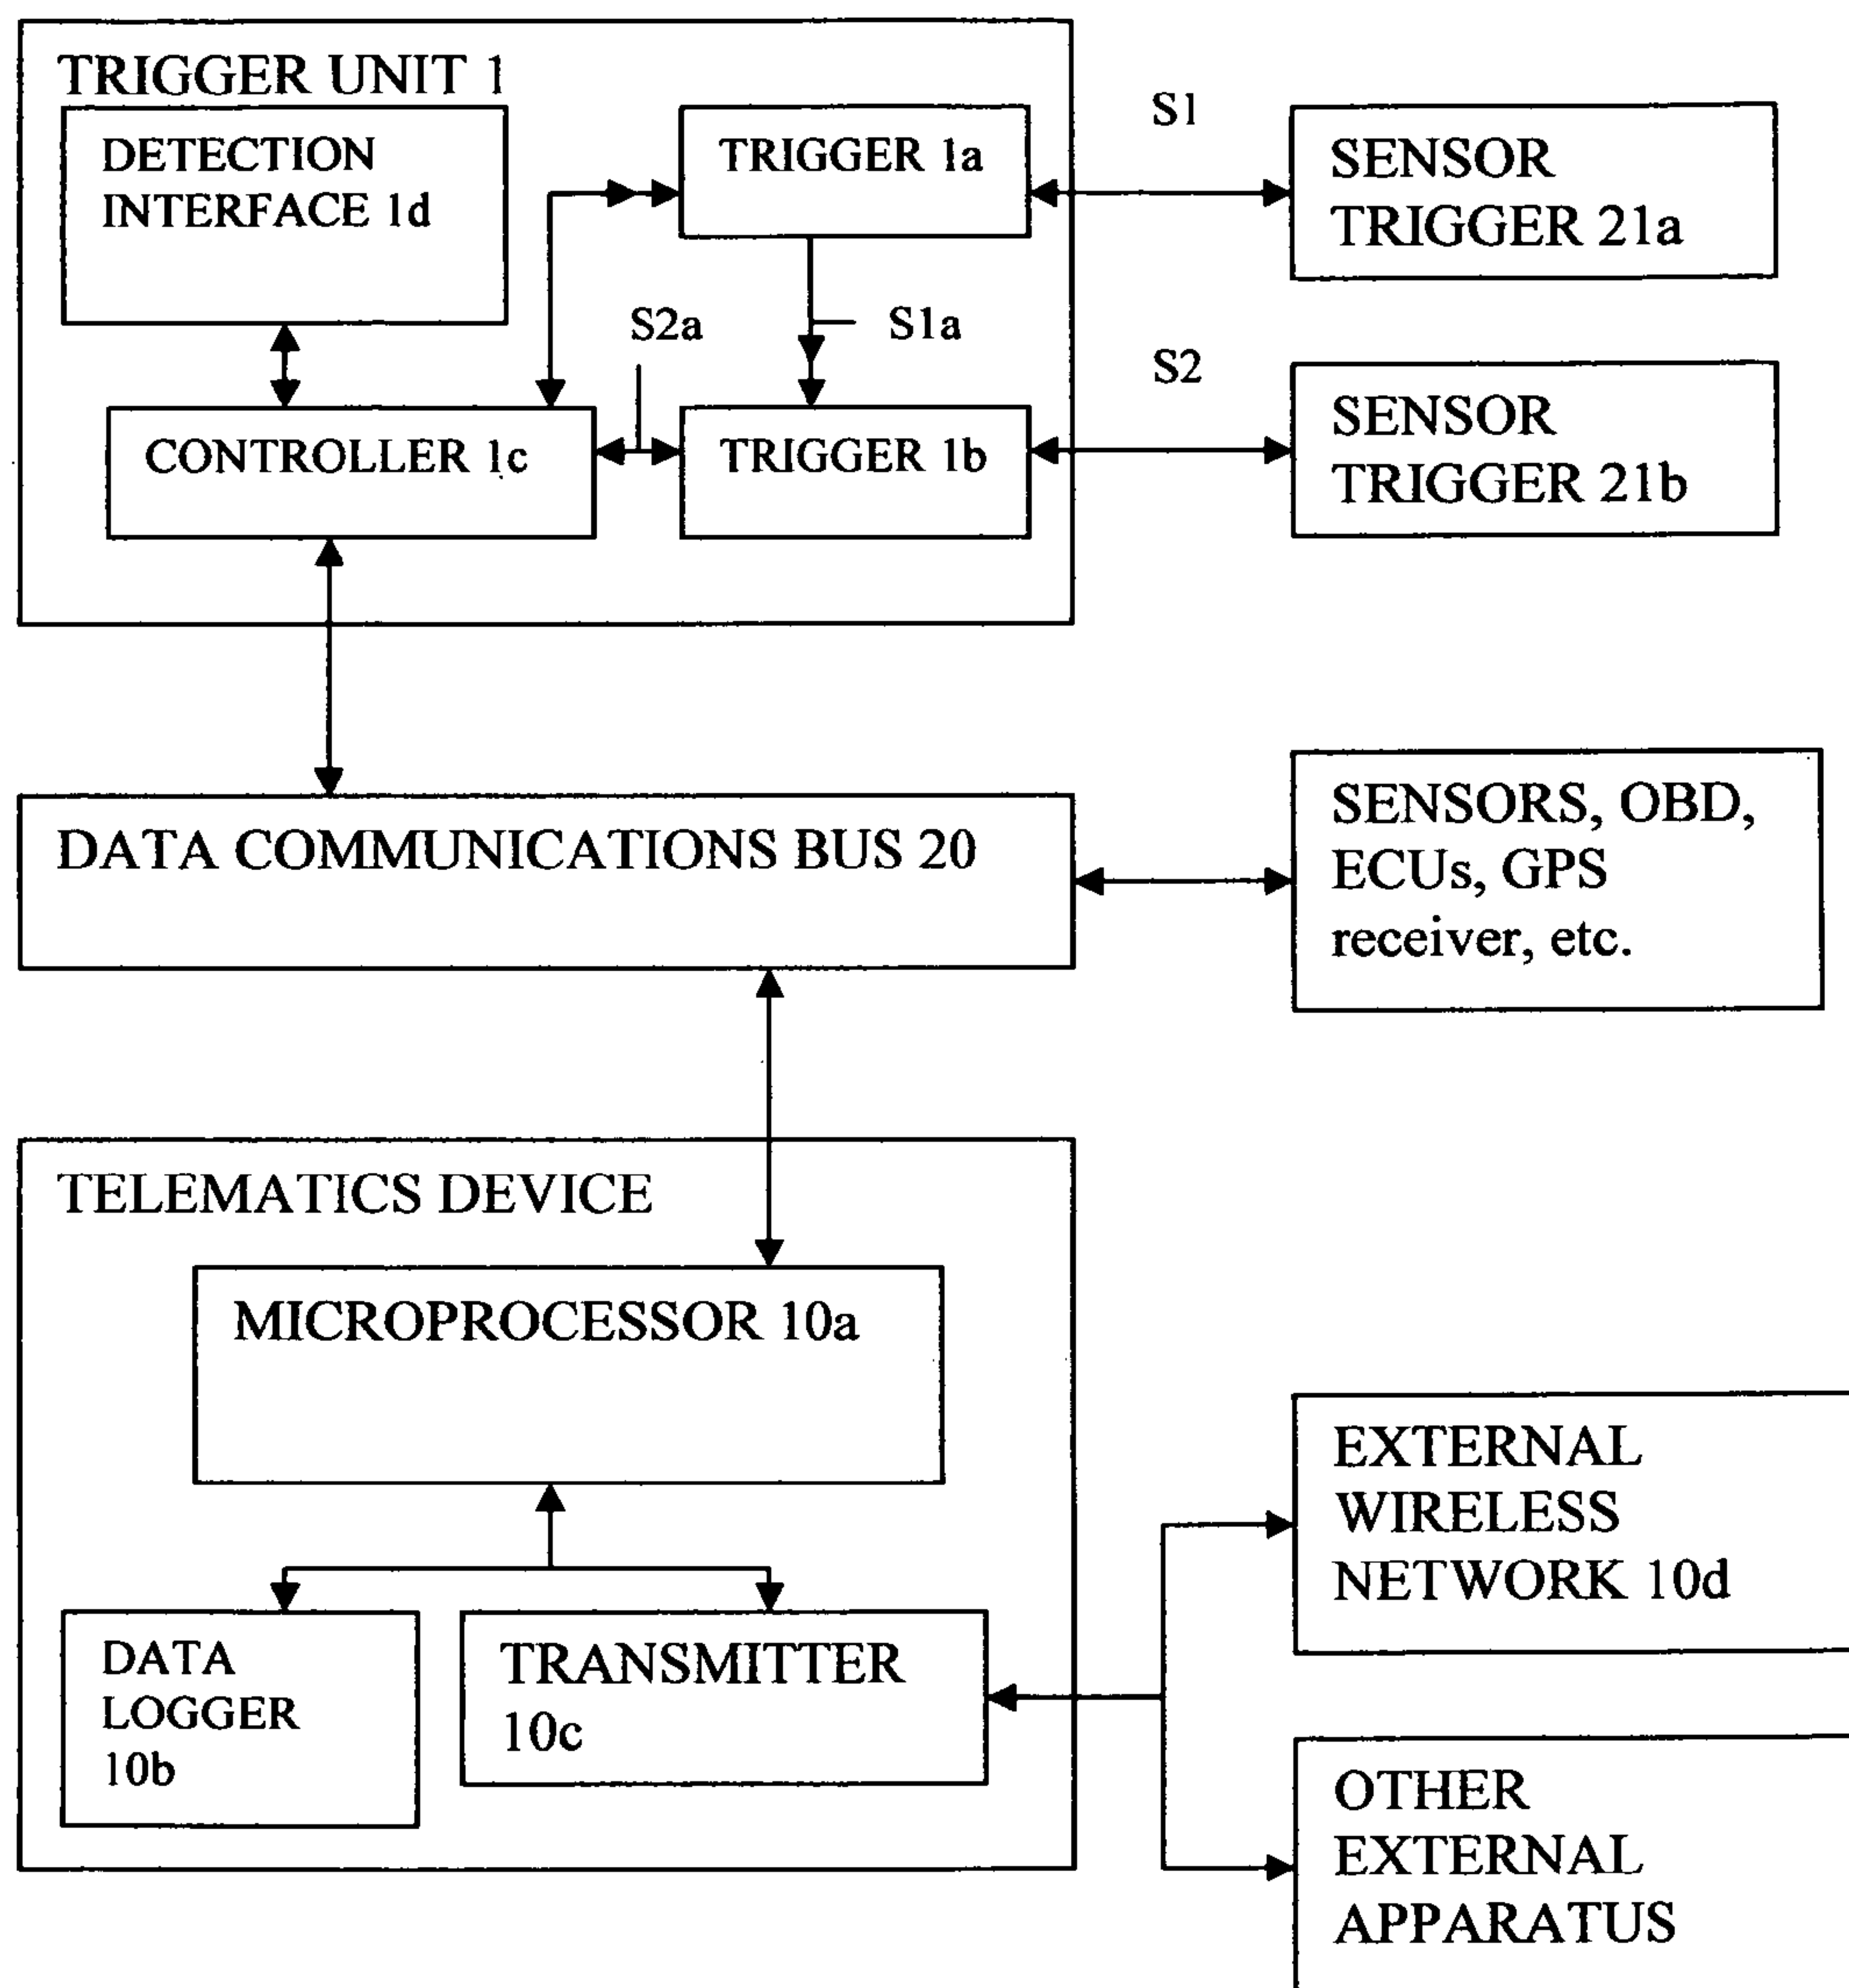 TRIGGER UNIT 1
DETECTION
INTERFACE 1d
TRIGGER 1a
S1
SENSOR
TRIGGER 21a
S2a
S1a
CONTROLLER 1c
TRIGGER 1b
S2
SENSOR
TRIGGER 21b
DATA COMMUNICATIONS BUS 20
SENSORS, OBD,
ECUs, GPS
receiver, etc.
TELEMATICS DEVICE
MICROPROCESSOR 10a
DATA
LOGGER
10b
TRANSMITTER
10c
EXTERNAL
WIRELESS
NETWORK 10d
OTHER
EXTERNAL
APPARATUS